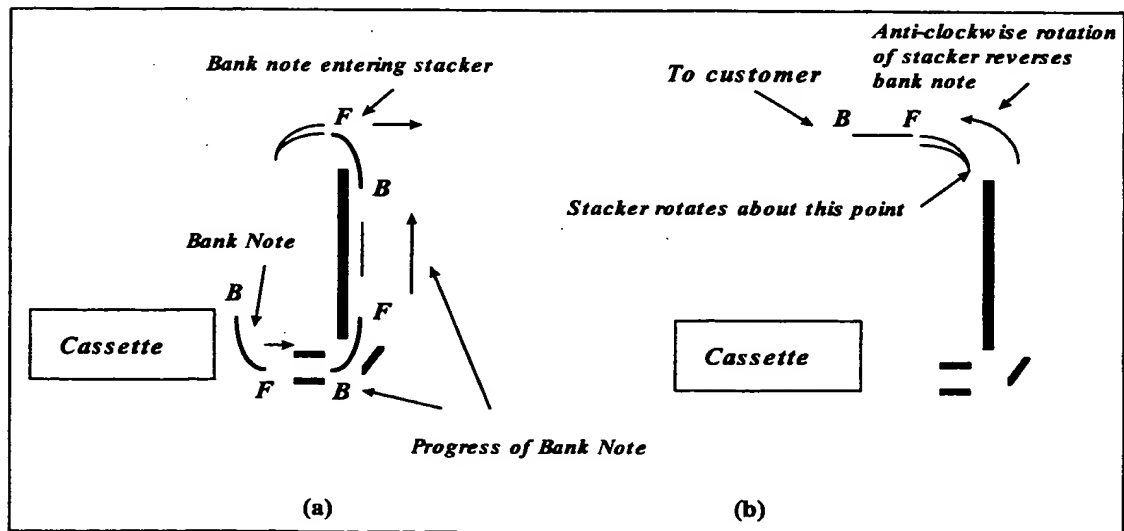 Bank note entering stacker
F
B
Bank Note
B
F
Cassette
F
B
Progress of Bank Note
(a)
Anti-clockwise rotation
of stacker reverses
bank note
To customer
B F
Stacker rotates about this point
Cassette
(b)